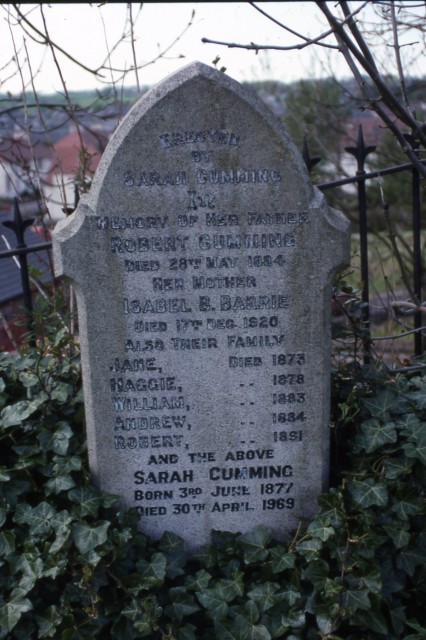 ERECTED
BY
SARAH CUMMING
IN
MEMORY OF HER FATHER
ROBERT CUMMING
DIED 28TH MAY 1884
HER MOTHER
ISABEL B. BARRIE
DIED 17TH DEC. 1920
ALSO THEIR FAMILY
JANE, DIED 1873
MAGGIE, ·· 1878
WILLIAM, ·· 1883
ANDREW, ·· 1884
ROBERT, ·· 1891
AND THE ABOVE
SARAH CUMMING
BORN 3RD JUNE 1877
DIED 30TH APRIL 1969